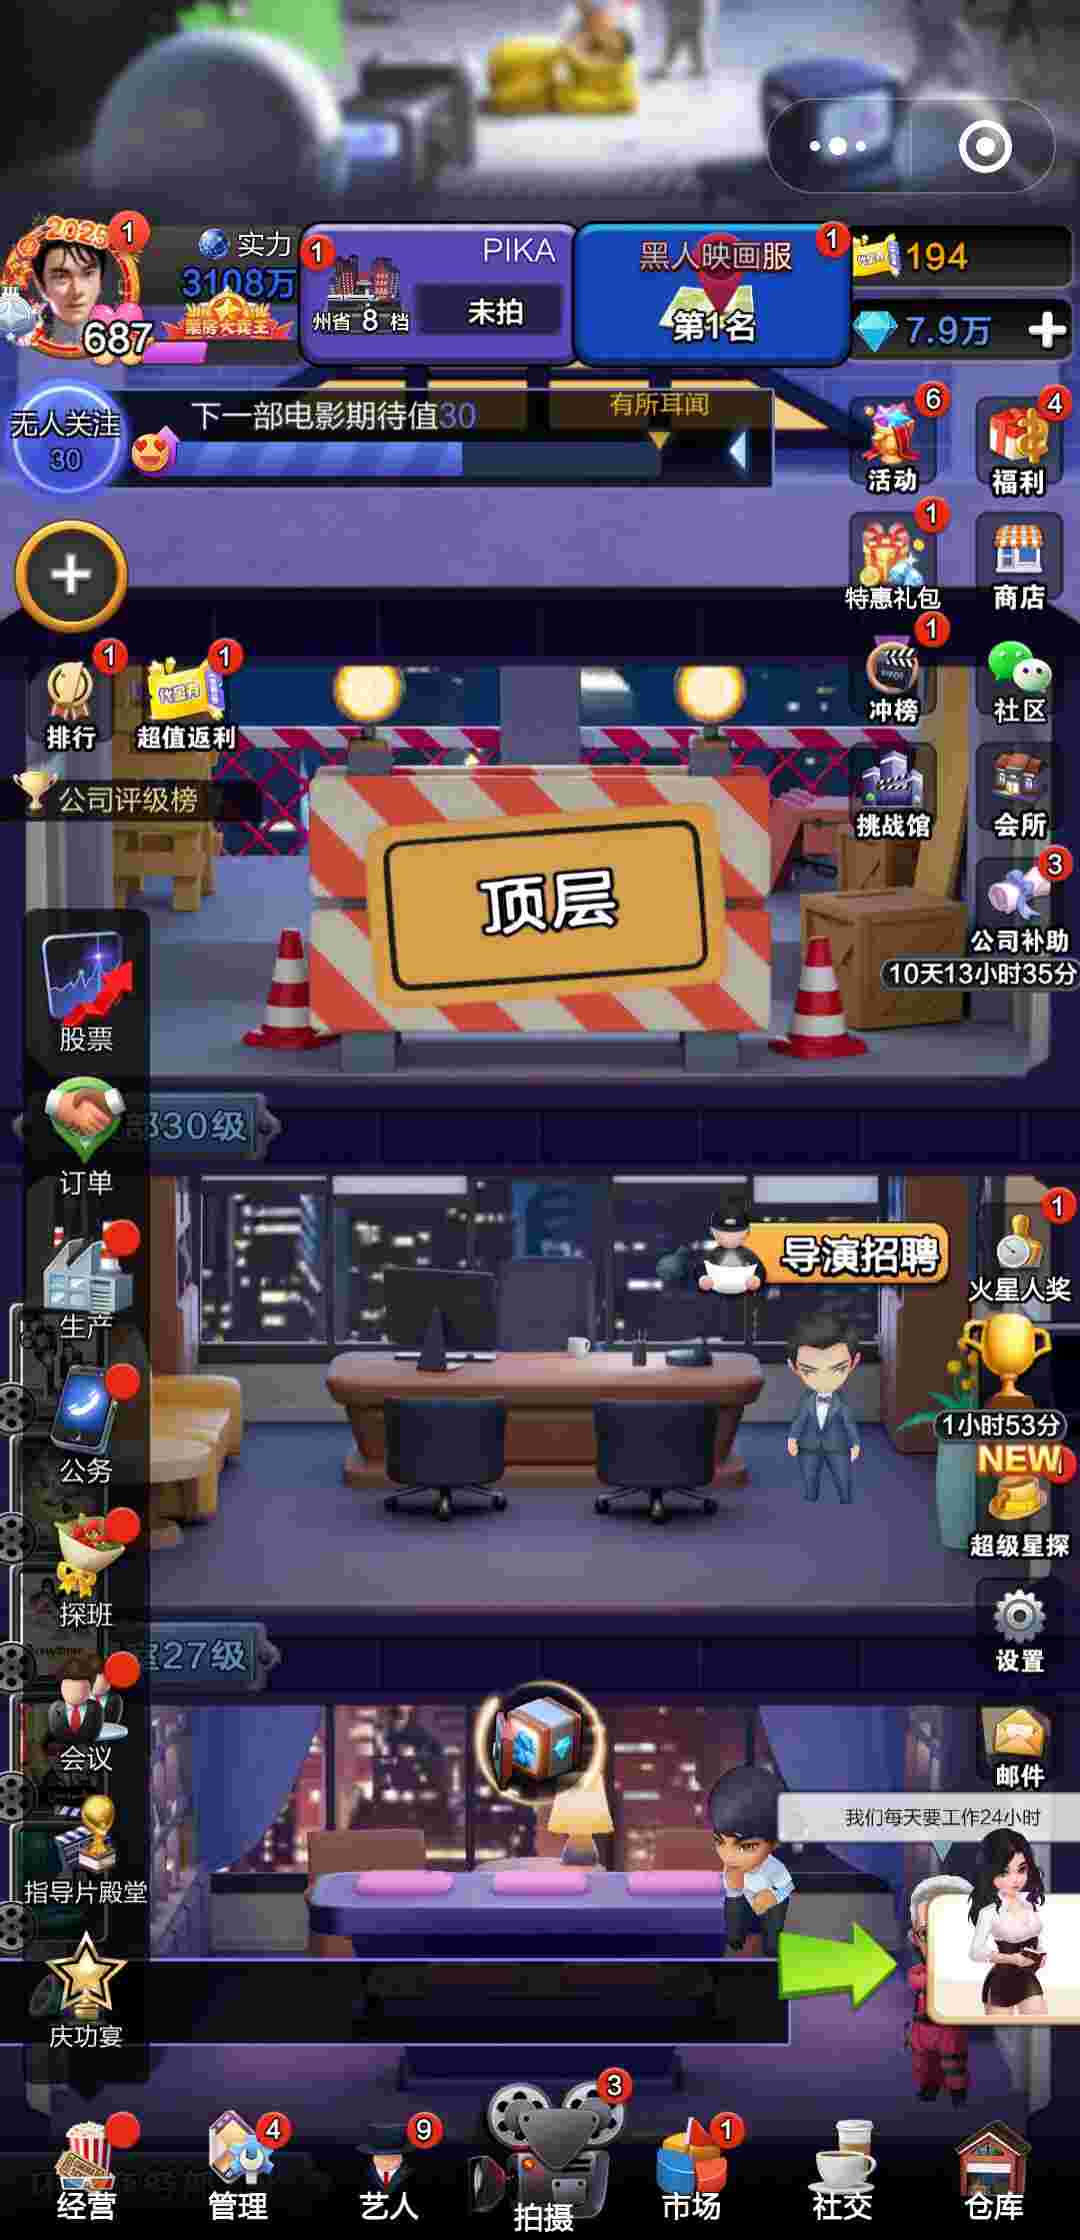 2025
1
687
实力
3108万
票房大亮王
1
PIKA
州省 8 档
未拍
黑人映画服
1
第1名
代金券
194
7.9万
无人关注
30
下一部电影期待值30
有所耳闻
6
活动
4
福利
1
特惠礼包
商店
1
排行
1
代金券
超值返利
1
冲榜
社区
公司评级榜
顶层
挑战馆
会所
3
公司补助
10天13小时35分
股票
部30级
订单
导演招聘
1
火星人奖
生产
1小时53分
NEW
超级星探
公务
探班
设置
室27级
会议
邮件
我们每天要工作24小时
指导片殿堂
庆功宴
经营
4
管理
9
艺人
3
拍摄
1
市场
社交
仓库